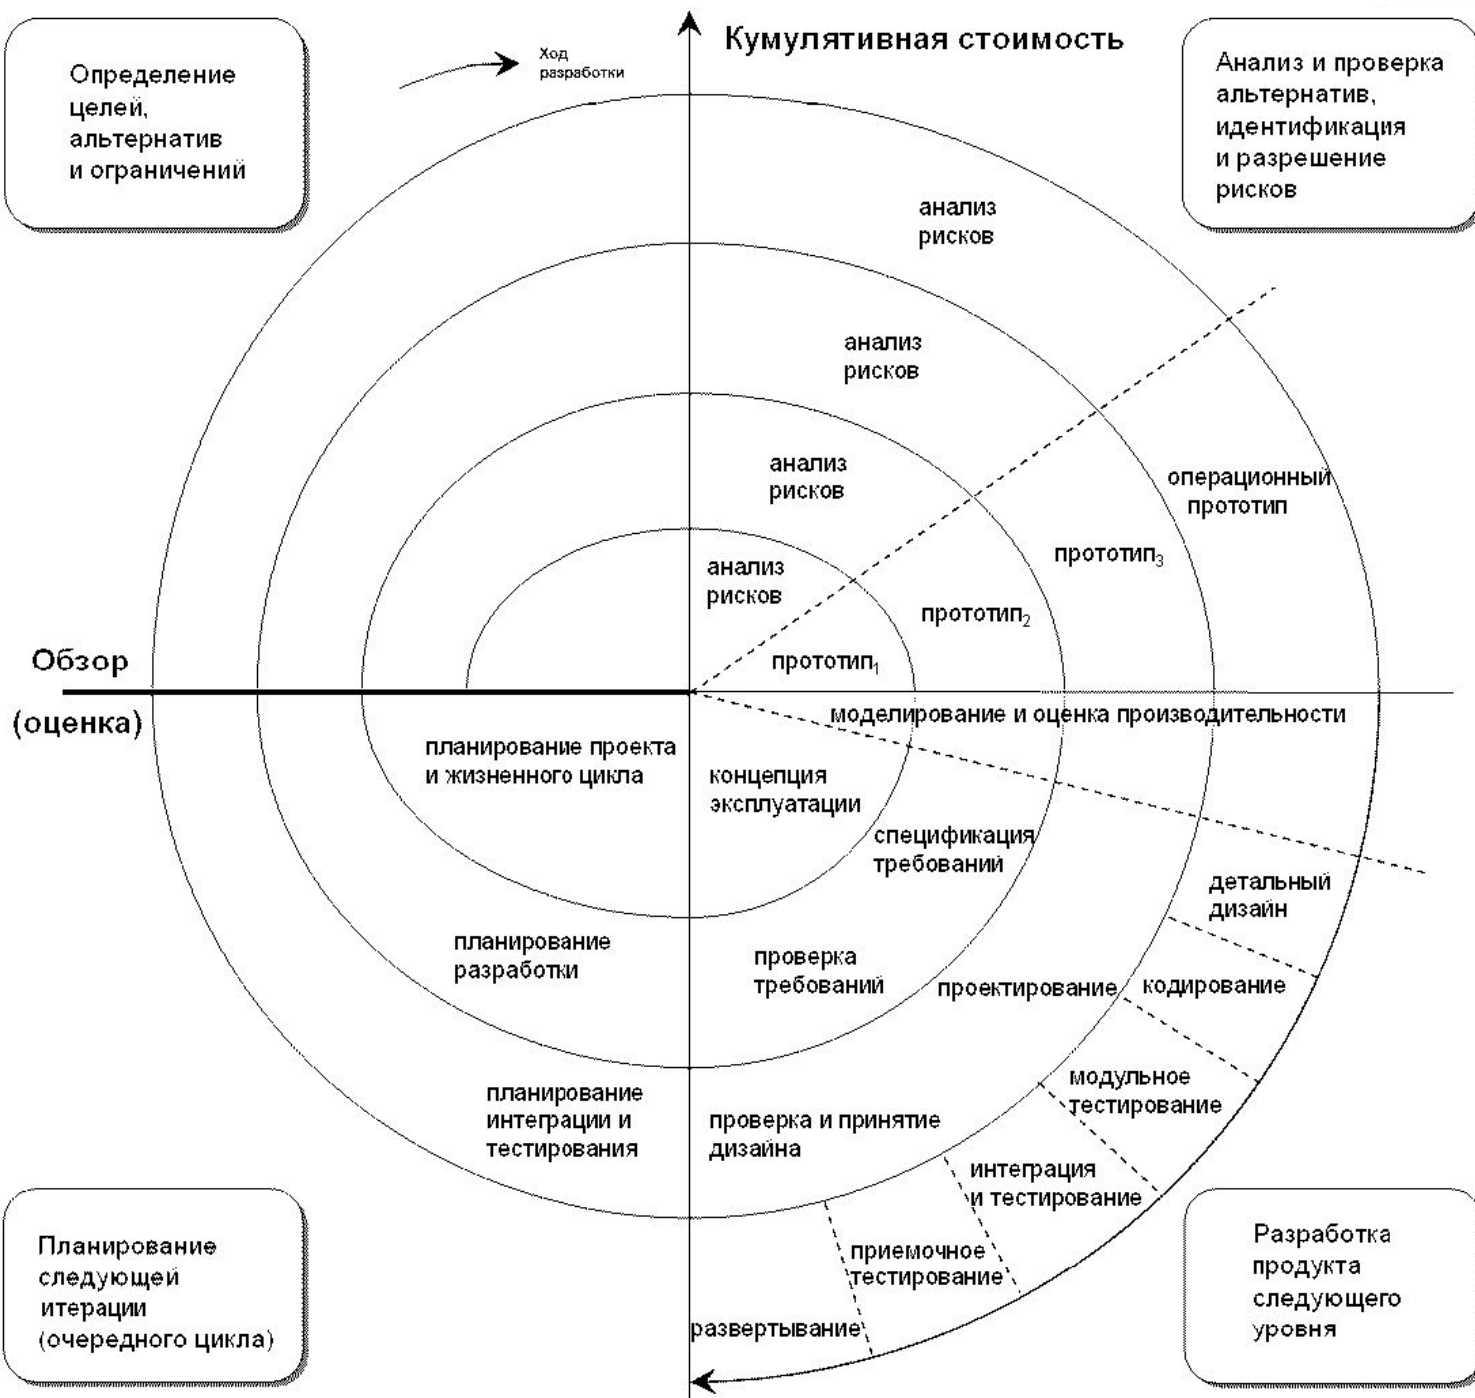 Кумулятивная стоимость
Ход
разработки
Определение
целей,
альтернатив
и ограничений
Анализ и проверка
альтернатив,
идентификация
и разрешение
рисков
анализ
рисков
анализ
рисков
анализ
рисков
анализ
рисков
операционный
прототип
прототип₃
прототип₂
прототип₁
Обзор
(оценка)
моделирование и оценка производительности
планирование проекта
и жизненного цикла
концепция
эксплуатации
спецификация
требований
детальный
дизайн
планирование
разработки
проверка
требований
проектирование
кодирование
модульное
тестирование
планирование
интеграции и
тестирования
проверка и принятие
дизайна
интеграция
и тестирование
приемочное
тестирование
развертывание
Планирование
следующей
итерации
(очередного цикла)
Разработка
продукта
следующего
уровня